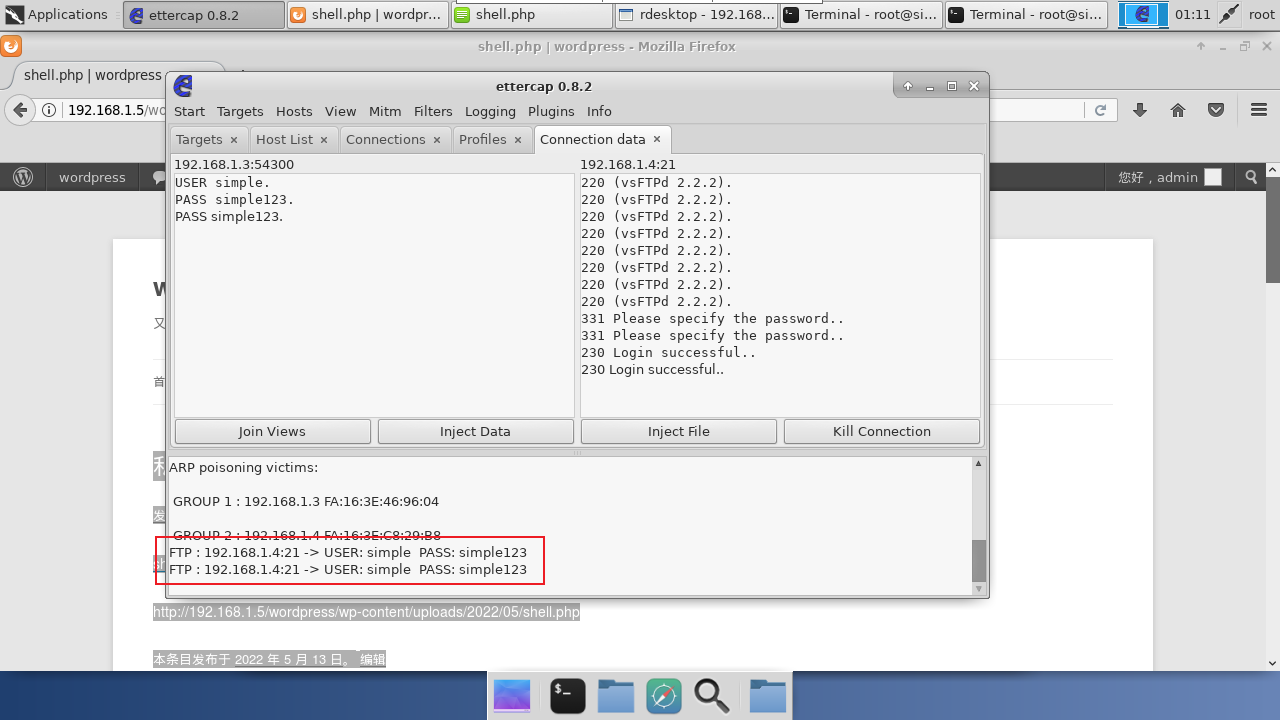 Applications
ettercap 0.8.2
shell.php | wordpr...
shell.php
rdesktop - 192.168...
Terminal - root@si...
Terminal - root@si...
01:11
root
shell.php | wordpress - Mozilla Firefox
shell.php | wordpress
192.168.1.5/wo
wordpress
您好 , admin
ettercap 0.8.2
Start Targets Hosts View Mitm Filters Logging Plugins Info
Targets × Host List × Connections × Profiles × Connection data ×
192.168.1.3:54300
USER simple.
PASS simple123.
PASS simple123.
192.168.1.4:21
220 (vsFTPd 2.2.2).
220 (vsFTPd 2.2.2).
220 (vsFTPd 2.2.2).
220 (vsFTPd 2.2.2).
220 (vsFTPd 2.2.2).
220 (vsFTPd 2.2.2).
220 (vsFTPd 2.2.2).
220 (vsFTPd 2.2.2).
331 Please specify the password..
331 Please specify the password..
230 Login successful..
230 Login successful..
Join Views Inject Data Inject File Kill Connection
ARP poisoning victims:
GROUP 1 : 192.168.1.3 FA:16:3E:46:96:04
GROUP 2 : 192.168.1.4 FA:16:3E:C8:29:B8
FTP : 192.168.1.4:21 -> USER: simple  PASS: simple123
FTP : 192.168.1.4:21 -> USER: simple  PASS: simple123
又
首
发
sh
http://192.168.1.5/wordpress/wp-content/uploads/2022/05/shell.php
本条目发布于 2022 年 5 月 13 日。 编辑